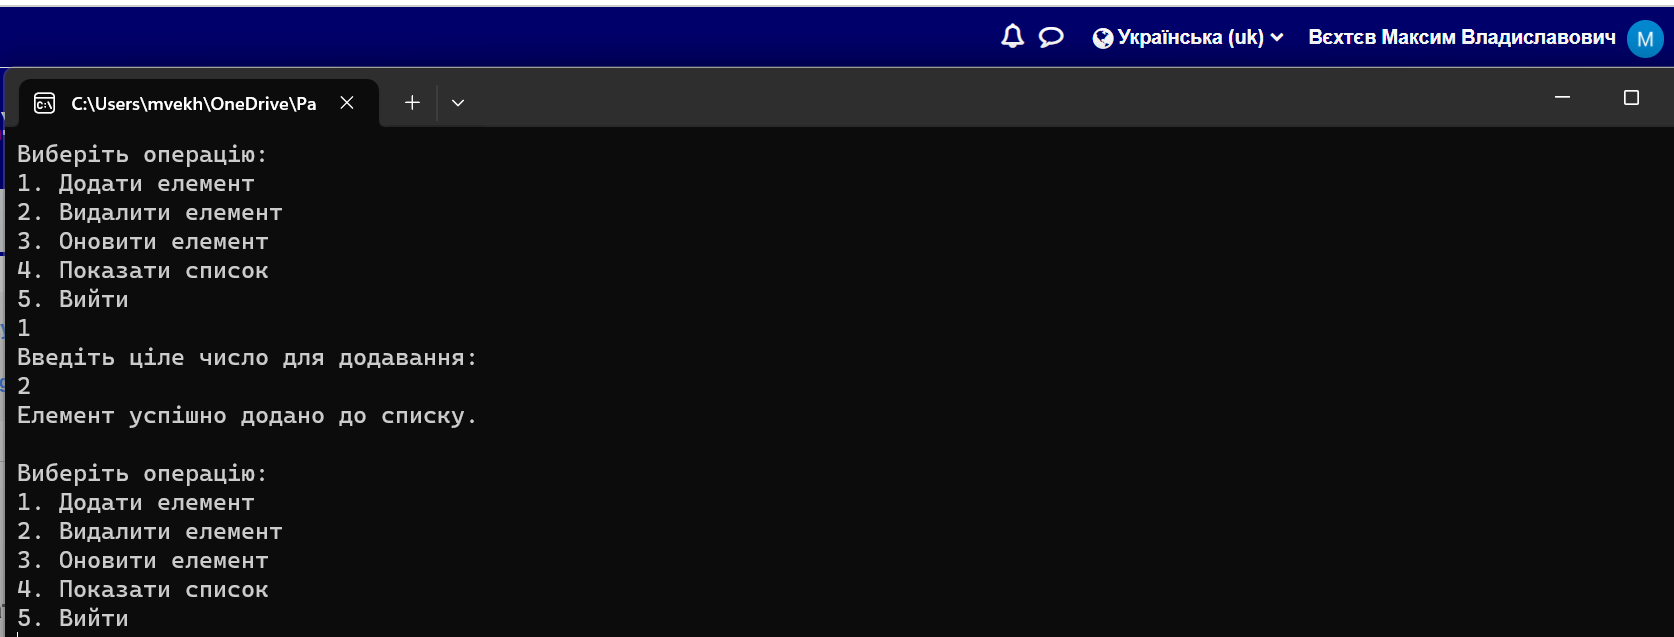 Українська (uk) Вєхтєв Максим Владиславович M
C:\Users\mvekh\OneDrive\Pa
Виберіть операцію:
1. Додати елемент
2. Видалити елемент
3. Оновити елемент
4. Показати список
5. Вийти
1
Введіть ціле число для додавання:
2
Елемент успішно додано до списку.
Виберіть операцію:
1. Додати елемент
2. Видалити елемент
3. Оновити елемент
4. Показати список
5. Вийти